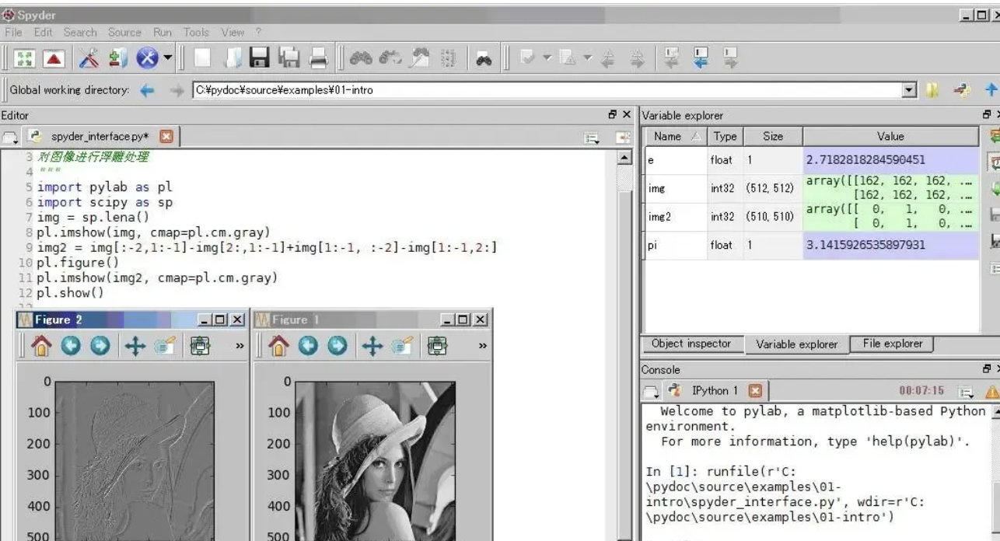 Spyder
File Edit Search Source Run Tools View ?
Global working directory: C:¥pydoc¥source¥examples¥01-intro
Editor
spyder_interface.py*
3 对图像进行浮雕处理
4 """
5 import pylab as pl
6 import scipy as sp
7 img = sp.lena()
8 pl.imshow(img, cmap=pl.cm.gray)
9 img2 = img[:-2,1:-1]-img[2:,1:-1]+img[1:-1, :-2]-img[1:-1,2:]
10 pl.figure()
11 pl.imshow(img2, cmap=pl.cm.gray)
12 pl.show()
Figure 2
»
0
100
200
300
400
500
Figure 1
»
0
100
200
300
400
500
Variable explorer
Name Type Size Value
e float 1 2.7182818284590451
img int32 (512, 512) array([[162, 162, 162, ...
[162, 162, 162, ...
img2 int32 (510, 510) array([[ 0, 1, 0, ...
[ 0, 1, 0, ...
pi float 1 3.1415926535897931
Object inspector Variable explorer File explorer
Console
IPython 1 00:07:15
Welcome to pylab, a matplotlib-based Python
environment.
For more information, type 'help(pylab)'.
In [1]: runfile(r'C:
\pydoc\source\examples\01-
intro\spyder_interface.py', wdir=r'C:
\pydoc\source\examples\01-intro')